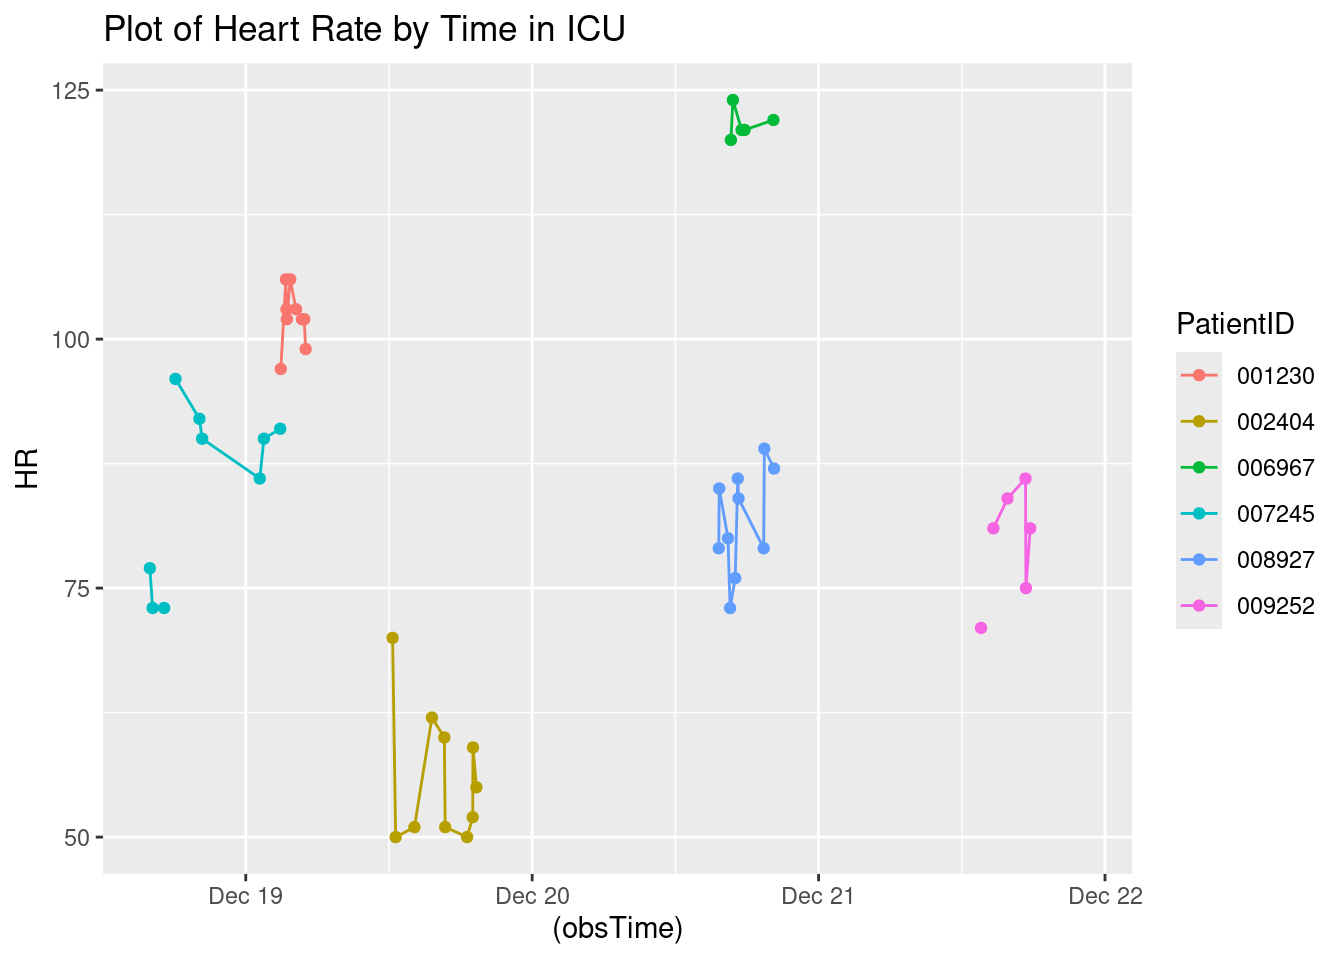 Plot of Heart Rate by Time in ICU
125
100
75
50
HR
Dec 19
Dec 20
Dec 21
Dec 22
(obsTime)
PatientID
001230
002404
006967
007245
008927
009252